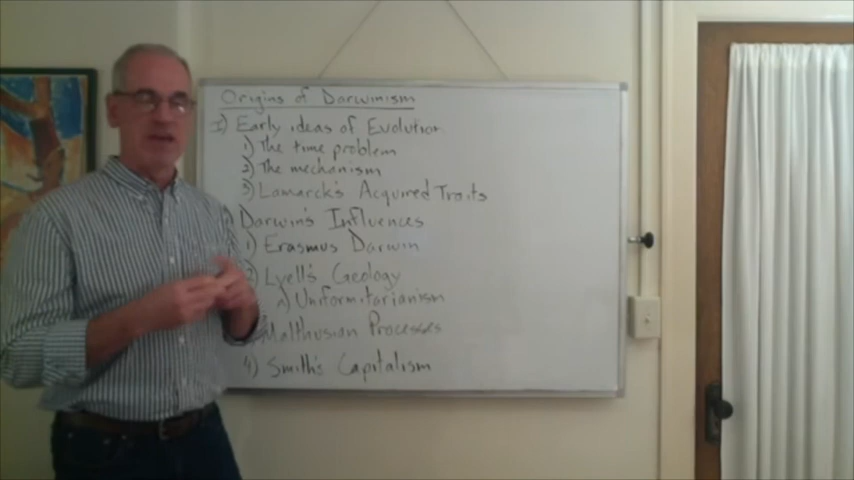 Origins of Darwinism
I) Early ideas of Evolution
1) The time problem
2) The mechanism
3) Lamarck's Acquired Traits
Darwin's Influences
1) Erasmus Darwin
2) Lyell's Geology
a) Uniformitarianism
Malthusian Processes
4) Smith's Capitalism